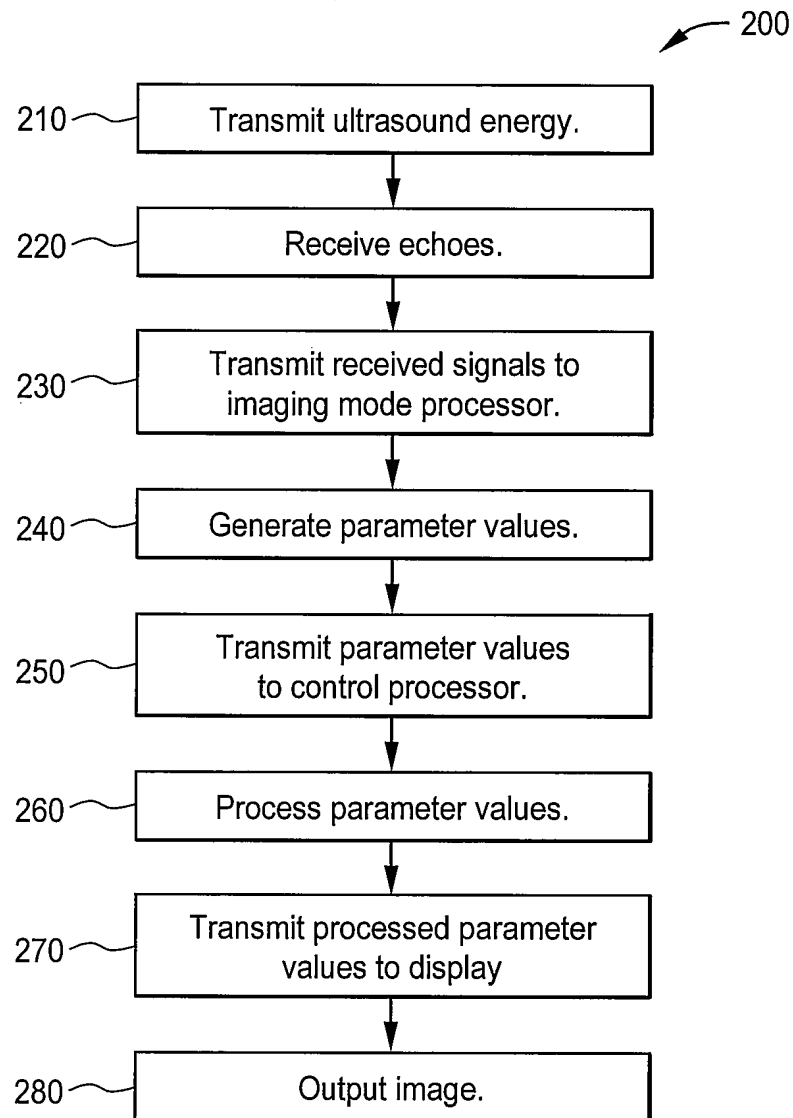 200
210 Transmit ultrasound energy.
220 Receive echoes.
230 Transmit received signals to
imaging mode processor.
240 Generate parameter values.
250 Transmit parameter values
to control processor.
260 Process parameter values.
270 Transmit processed parameter
values to display
280 Output image.